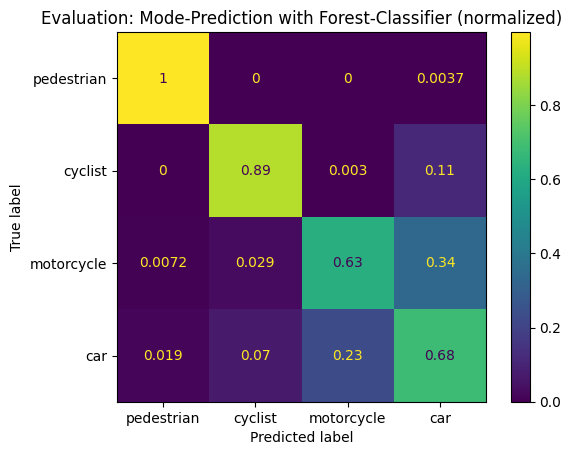 Evaluation: Mode-Prediction with Forest-Classifier (normalized)
pedestrian 1 0 0 0.0037
cyclist 0 0.89 0.003 0.11
motorcycle 0.0072 0.029 0.63 0.34
car 0.019 0.07 0.23 0.68
pedestrian cyclist motorcycle car
Predicted label
True label
0.8
0.6
0.4
0.2
0.0